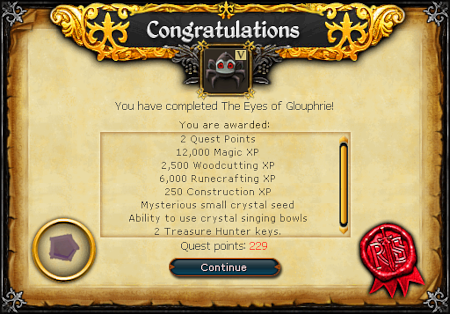 Congratulations
V
You have completed The Eyes of Glouphrie!
You are awarded:
2 Quest Points
12,000 Magic XP
2,500 Woodcutting XP
6,000 Runecrafting XP
250 Construction XP
Mysterious small crystal seed
Ability to use crystal singing bowls
2 Treasure Hunter keys.
Quest points: 229
Continue